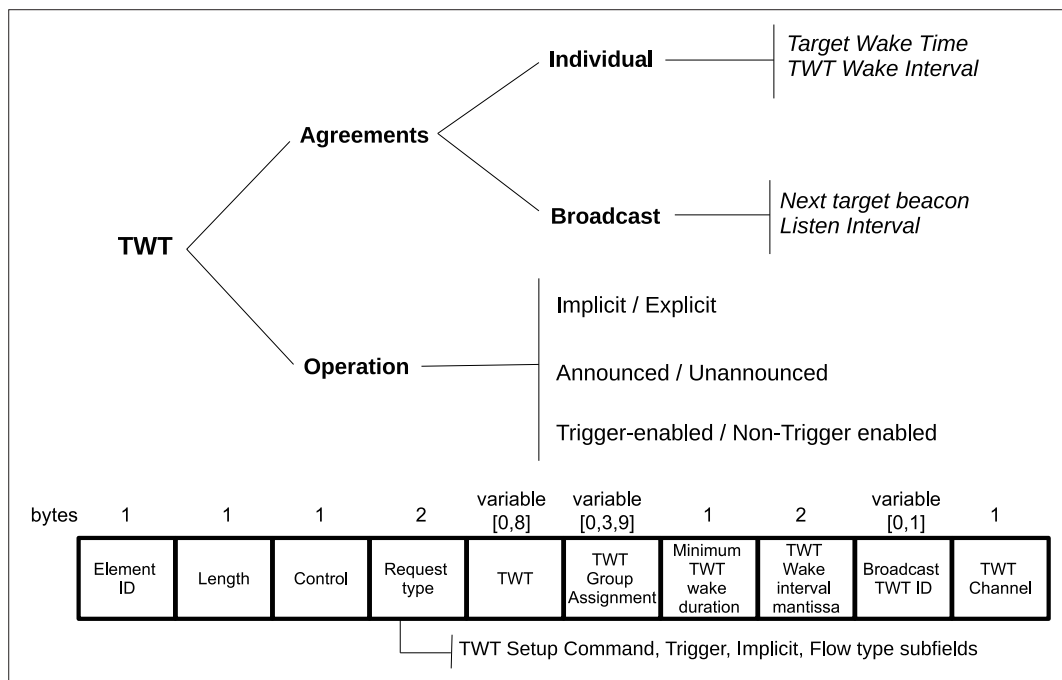 TWT
Agreements
Individual
Target Wake Time
TWT Wake Interval
Broadcast
Next target beacon
Listen Interval
Operation
Implicit / Explicit
Announced / Unannounced
Trigger-enabled / Non-Trigger enabled
bytes
1
1
1
2
variable
[0,8]
variable
[0,3,9]
1
2
variable
[0,1]
1
Element
ID
Length
Control
Request
type
TWT
TWT
Group
Assignment
Minimum
TWT
wake
duration
TWT
Wake
interval
mantissa
Broadcast
TWT ID
TWT
Channel
TWT Setup Command, Trigger, Implicit, Flow type subfields